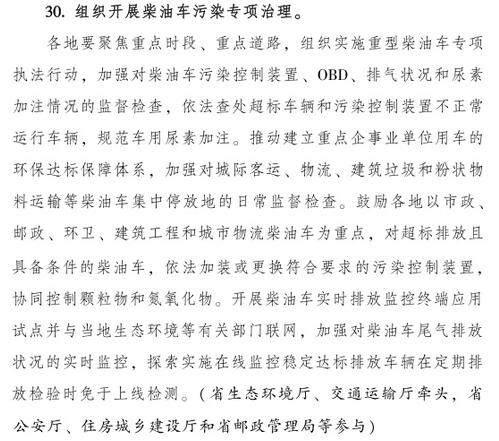 30. 组织开展柴油车污染专项治理。
各地要聚焦重点时段、重点道路，组织实施重型柴油车专项
执法行动，加强对柴油车污染控制装置、OBD、排气状况和尿素
加注情况的监督检查，依法查处超标车辆和污染控制装置不正常
运行车辆，规范车用尿素加注。推动建立重点企事业单位用车的
环保达标保障体系，加强对城际客运、物流、建筑垃圾和粉状物
料运输等柴油车集中停放地的日常监督检查。鼓励各地以市政、
邮政、环卫、建筑工程和城市物流柴油车为重点，对超标排放且
具备条件的柴油车，依法加装或更换符合要求的污染控制装置，
协同控制颗粒物和氮氧化物。开展柴油车实时排放监控终端应用
试点并与当地生态环境等有关部门联网，加强对柴油车尾气排放
状况的实时监控，探索实施在线监控稳定达标排放车辆在定期排
放检验时免于上线检测。(省生态环境厅、交通运输厅牵头，省
公安厅、住房城乡建设厅和省邮政管理局等参与)